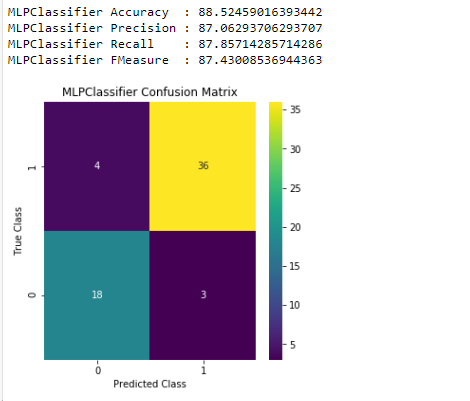 MLPClassifier Accuracy : 88.52459016393442
MLPClassifier Precision : 87.06293706293707
MLPClassifier Recall : 87.85714285714286
MLPClassifier FMeasure : 87.43008536944363
MLPClassifier Confusion Matrix
35
30
25
20
15
10
5
True Class
1
4
36
0
18
3
0
1
Predicted Class